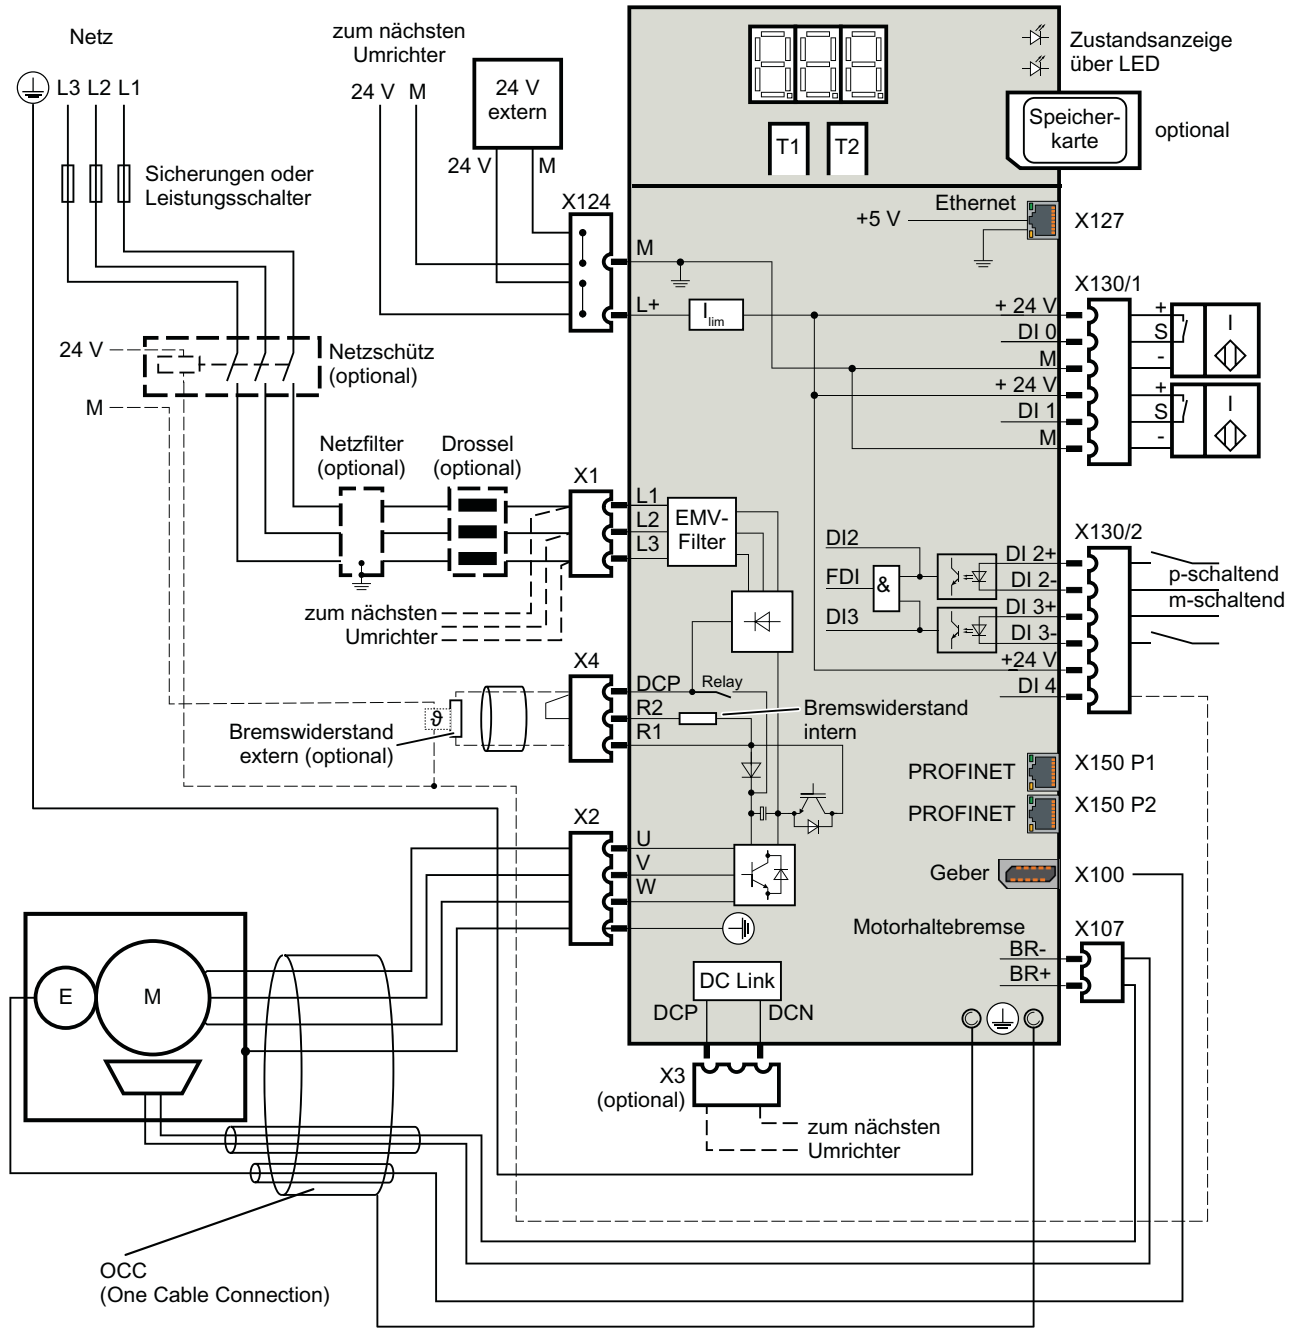 Netz
L3 L2 L1
Sicherungen oder
Leistungsschalter
zum nächsten
Umrichter
24 V M
24 V
extern
24 V
M
X124
T1
T2
Zustandsanzeige
über LED
Speicher-
karte
optional
Ethernet
+5 V
X127
M
L+
Ilim
X130/1
+ 24 V
DI 0
M
+ 24 V
DI 1
M
+
S
-
I
+
S
-
I
24 V
M
Netzschütz
(optional)
Netzfilter
(optional)
Drossel
(optional)
X1
L1
L2
L3
EMV-
Filter
zum nächsten
Umrichter
DI2
FDI
DI3
&
X130/2
DI 2+
DI 2-
DI 3+
DI 3-
+24 V
DI 4
p-schaltend
m-schaltend
X4
DCP
R2
R1
Relay
Bremswiderstand
intern
ϑ
Bremswiderstand
extern (optional)
PROFINET
X150 P1
PROFINET
X150 P2
Geber
X100
X2
U
V
W
Motorhaltebremse
X107
BR-
BR+
E
M
DC Link
DCP
DCN
X3
(optional)
zum nächsten
Umrichter
OCC
(One Cable Connection)